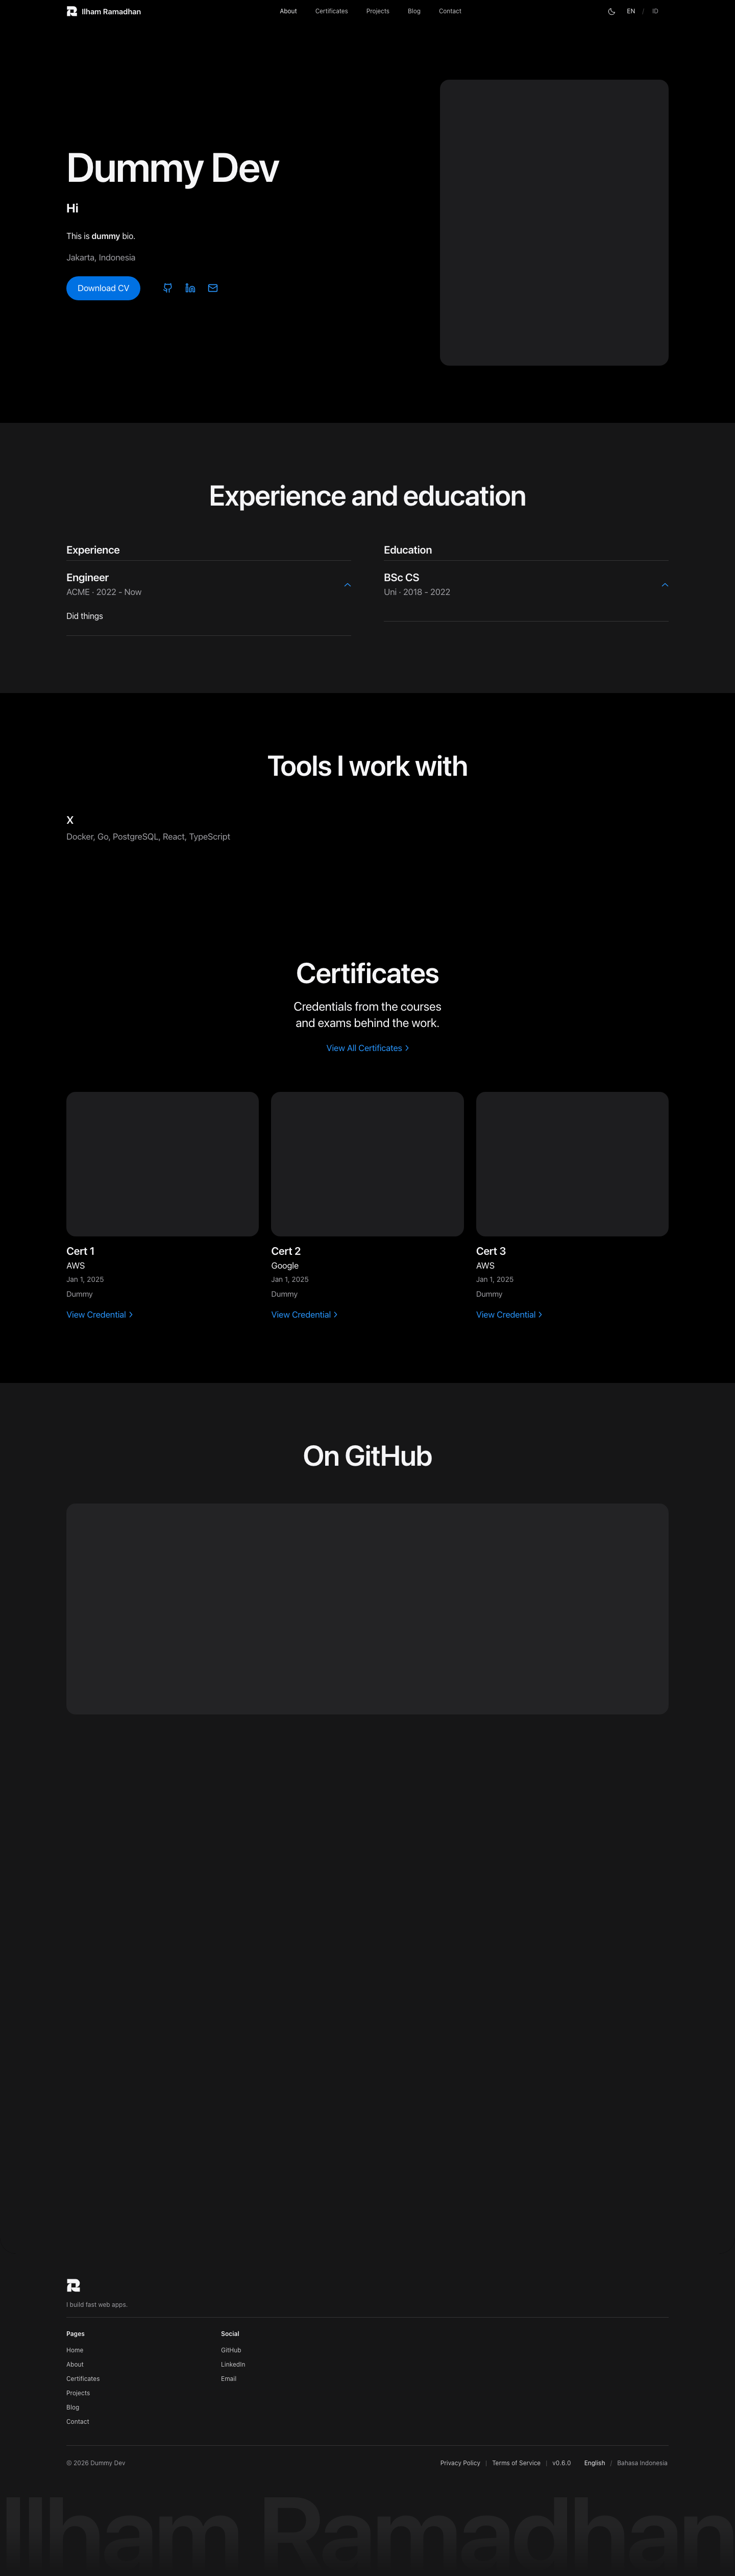 Ilham Ramadhan
About
Certificates
Projects
Blog
Contact
EN / ID
Dummy Dev
Hi
This is dummy bio.
Jakarta, Indonesia
Download CV
Experience and education
Experience
Engineer
ACME · 2022 - Now
Did things
Education
BSc CS
Uni · 2018 - 2022
Tools I work with
X
Docker, Go, PostgreSQL, React, TypeScript
Certificates
Credentials from the courses
and exams behind the work.
View All Certificates
Cert 1
AWS
Jan 1, 2025
Dummy
View Credential
Cert 2
Google
Jan 1, 2025
Dummy
View Credential
Cert 3
AWS
Jan 1, 2025
Dummy
View Credential
On GitHub
I build fast web apps.
Pages
Home
About
Certificates
Projects
Blog
Contact
Social
GitHub
LinkedIn
Email
© 2026 Dummy Dev
Privacy Policy | Terms of Service | v0.6.0
English / Bahasa Indonesia
Ilham Ramadhan